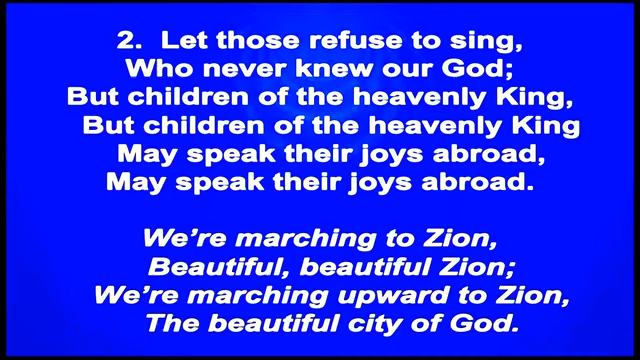 2. Let those refuse to sing,
Who never knew our God;
But children of the heavenly King,
But children of the heavenly King
May speak their joys abroad,
May speak their joys abroad.
We're marching to Zion,
Beautiful, beautiful Zion;
We're marching upward to Zion,
The beautiful city of God.